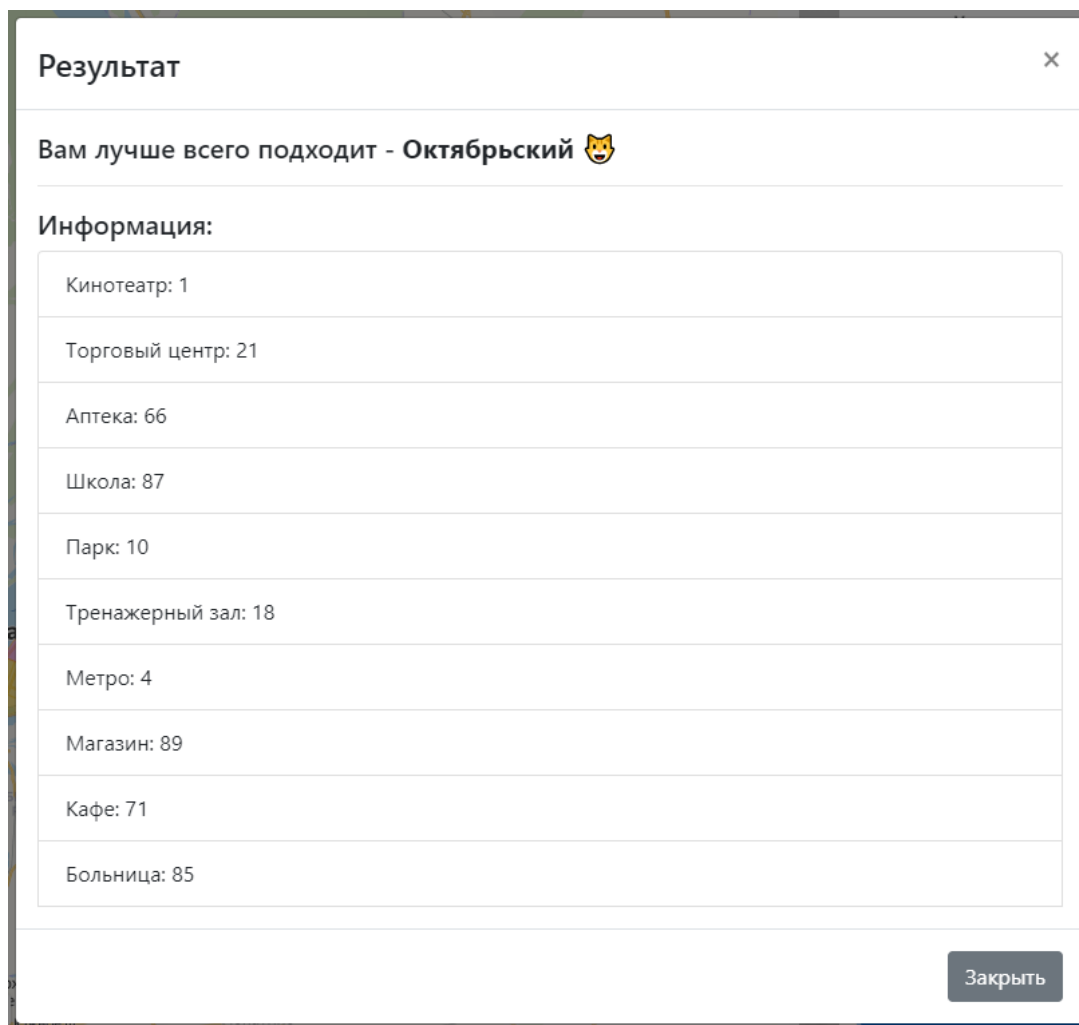 Результат
×
Вам лучше всего подходит - Октябрьский 😺
Информация:
Кинотеатр: 1
Торговый центр: 21
Аптека: 66
Школа: 87
Парк: 10
Тренажерный зал: 18
Метро: 4
Магазин: 89
Кафе: 71
Больница: 85
Закрыть